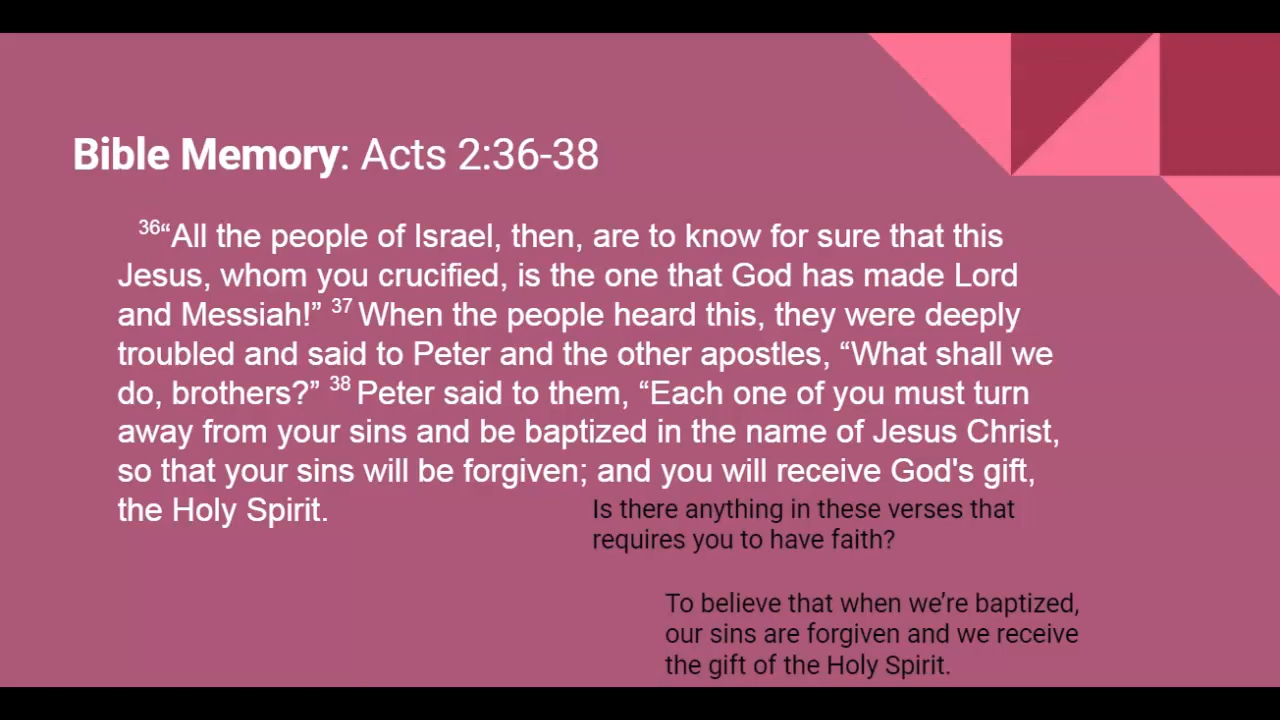 Bible Memory: Acts 2:36-38
36“All the people of Israel, then, are to know for sure that this
Jesus, whom you crucified, is the one that God has made Lord
and Messiah!” 37 When the people heard this, they were deeply
troubled and said to Peter and the other apostles, “What shall we
do, brothers?” 38 Peter said to them, “Each one of you must turn
away from your sins and be baptized in the name of Jesus Christ,
so that your sins will be forgiven; and you will receive God's gift,
the Holy Spirit.
Is there anything in these verses that
requires you to have faith?
To believe that when we’re baptized,
our sins are forgiven and we receive
the gift of the Holy Spirit.